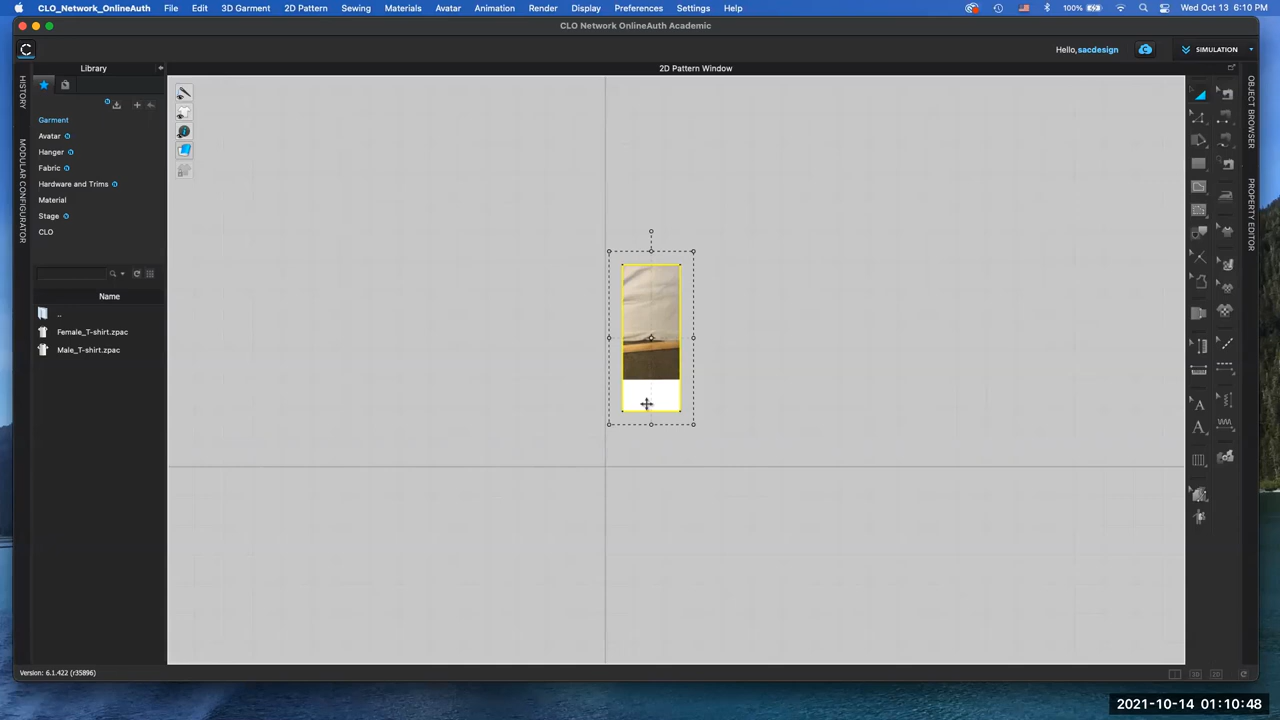 CLO_Network_OnlineAuth File Edit 3D Garment 2D Pattern Sewing Materials Avatar Animation Render Display Preferences Settings Help 100% Wed Oct 13 6:10 PM
CLO Network OnlineAuth Academic
Hello, sacdesign SIMULATION
Library
2D Pattern Window
HISTORY
MODULAR CONFIGURATOR
Garment
Avatar
Hanger
Fabric
Hardware and Trims
Material
Stage
CLO
Name
..
Female_T-shirt.zpac
Male_T-shirt.zpac
OBJECT BROWSER
PROPERTY EDITOR
Version: 6.1.422 (r35896)
3D 2D
2021-10-14 01:10:48